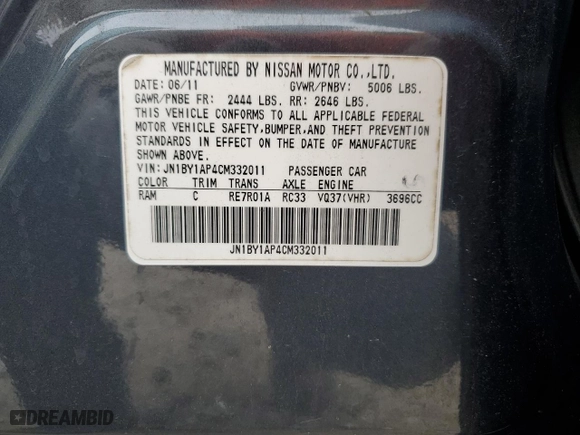 MANUFACTURED BY NISSAN MOTOR CO.,LTD.
DATE: 06/11 GVWR/PNBV: 5006 LBS.
GAWR/PNBE FR: 2444 LBS. RR: 2646 LBS.
THIS VEHICLE CONFORMS TO ALL APPLICABLE FEDERAL
MOTOR VEHICLE SAFETY,BUMPER,AND THEFT PREVENTION
STANDARDS IN EFFECT ON THE DATE OF MANUFACTURE
SHOWN ABOVE.
VIN: JN1BY1AP4CM332011 PASSENGER CAR
COLOR TRIM TRANS AXLE ENGINE
RAM C RE7R01A RC33 VQ37(VHR) 3696CC
JN1BY1AP4CM332011
DREAMBID